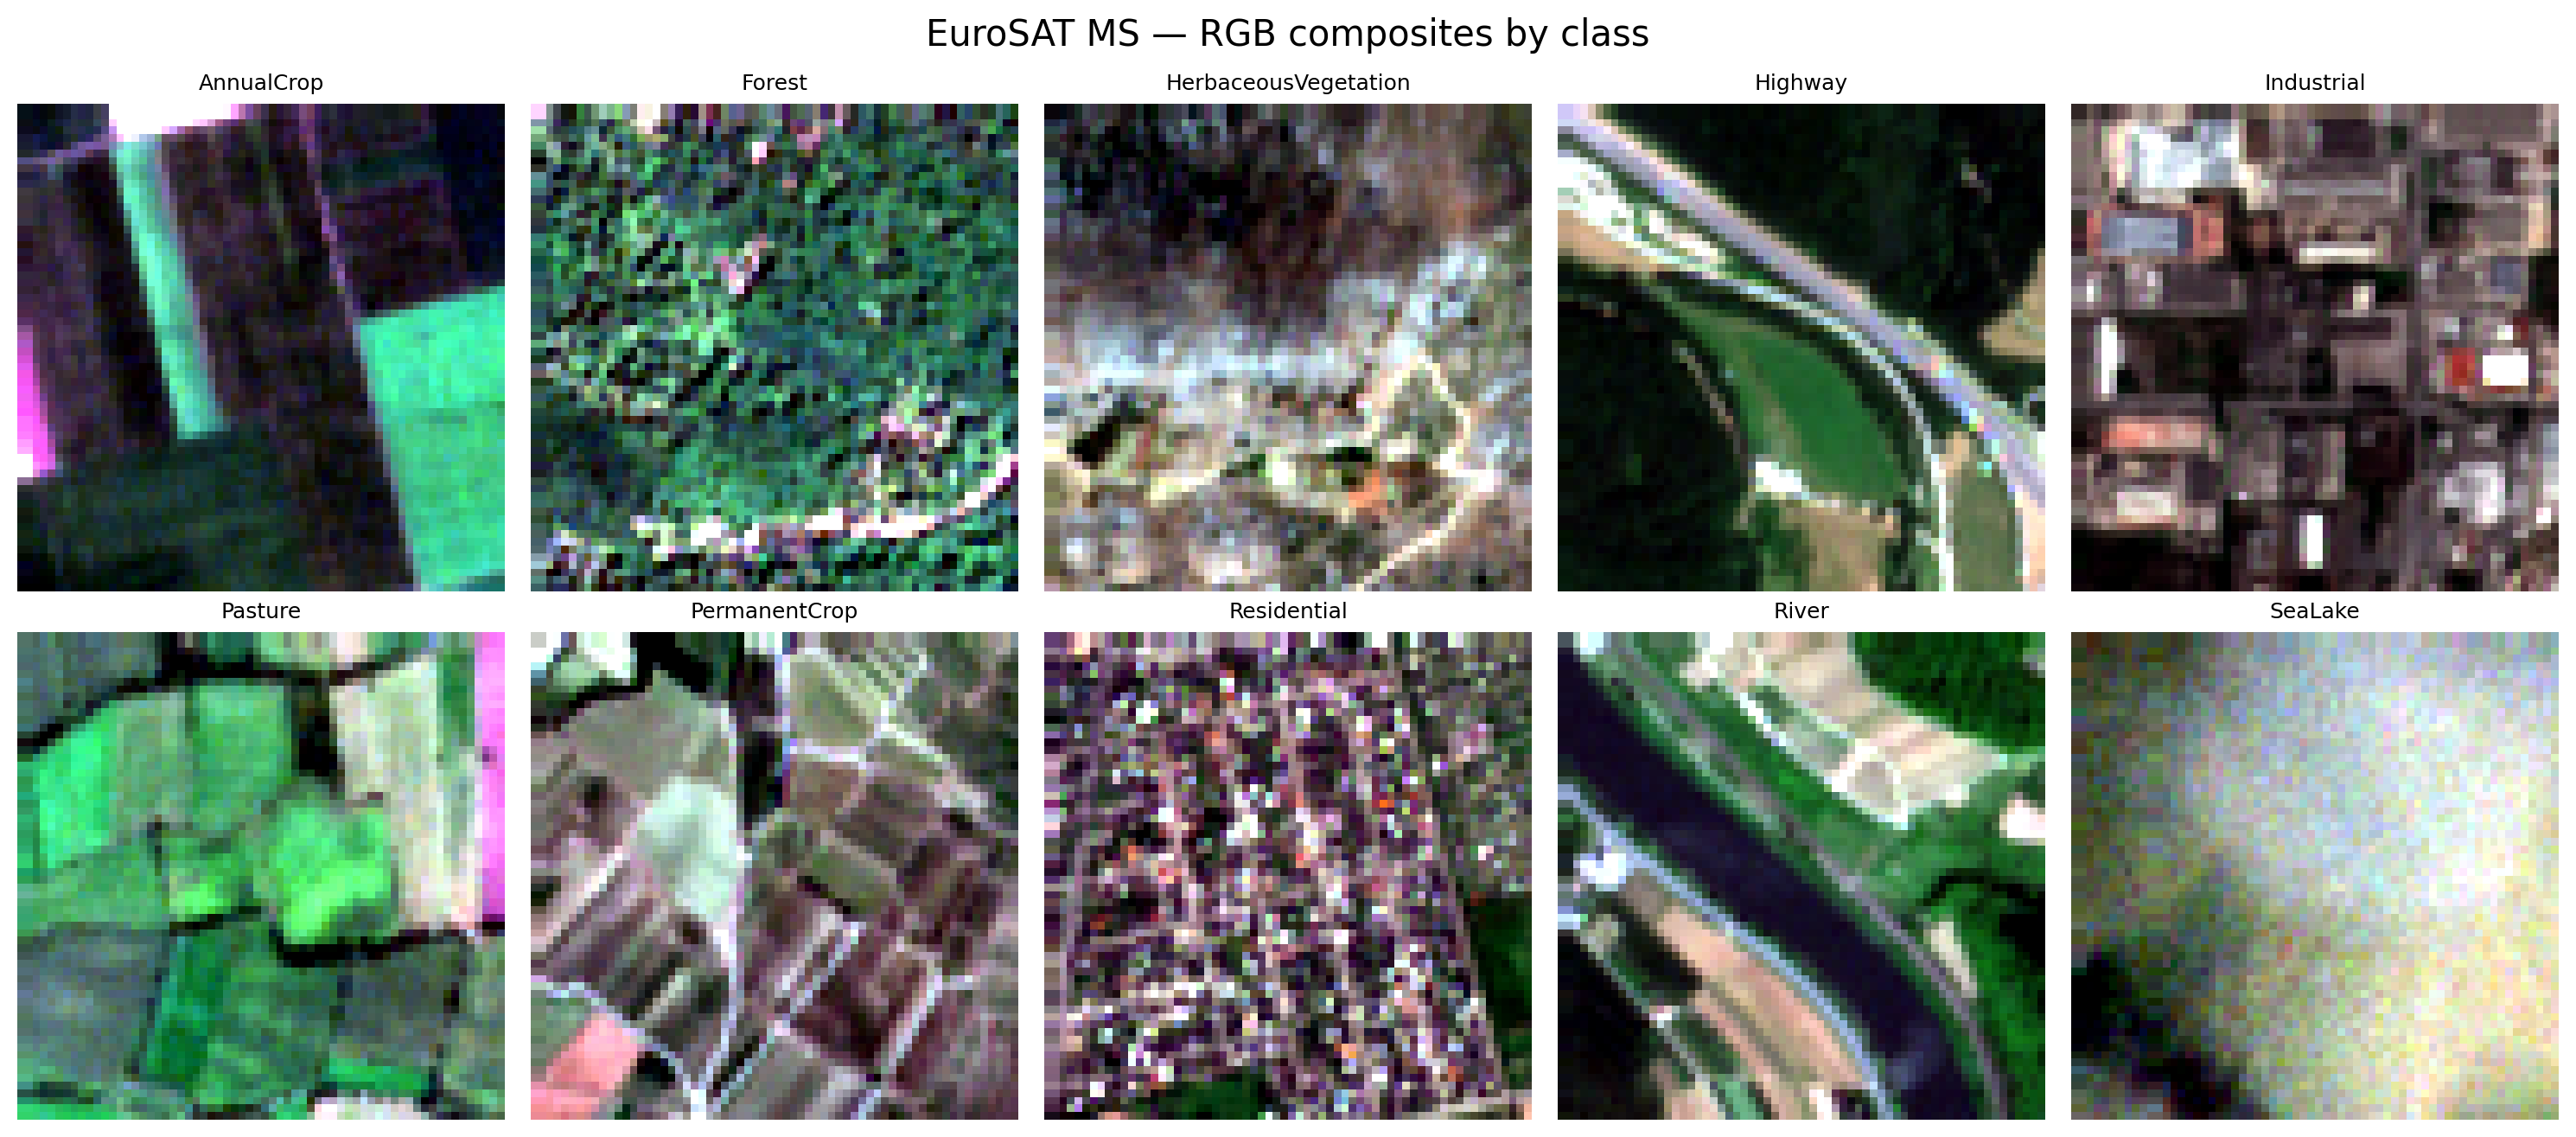 EuroSAT MS — RGB composites by class
AnnualCrop
Forest
HerbaceousVegetation
Highway
Industrial
Pasture
PermanentCrop
Residential
River
SeaLake